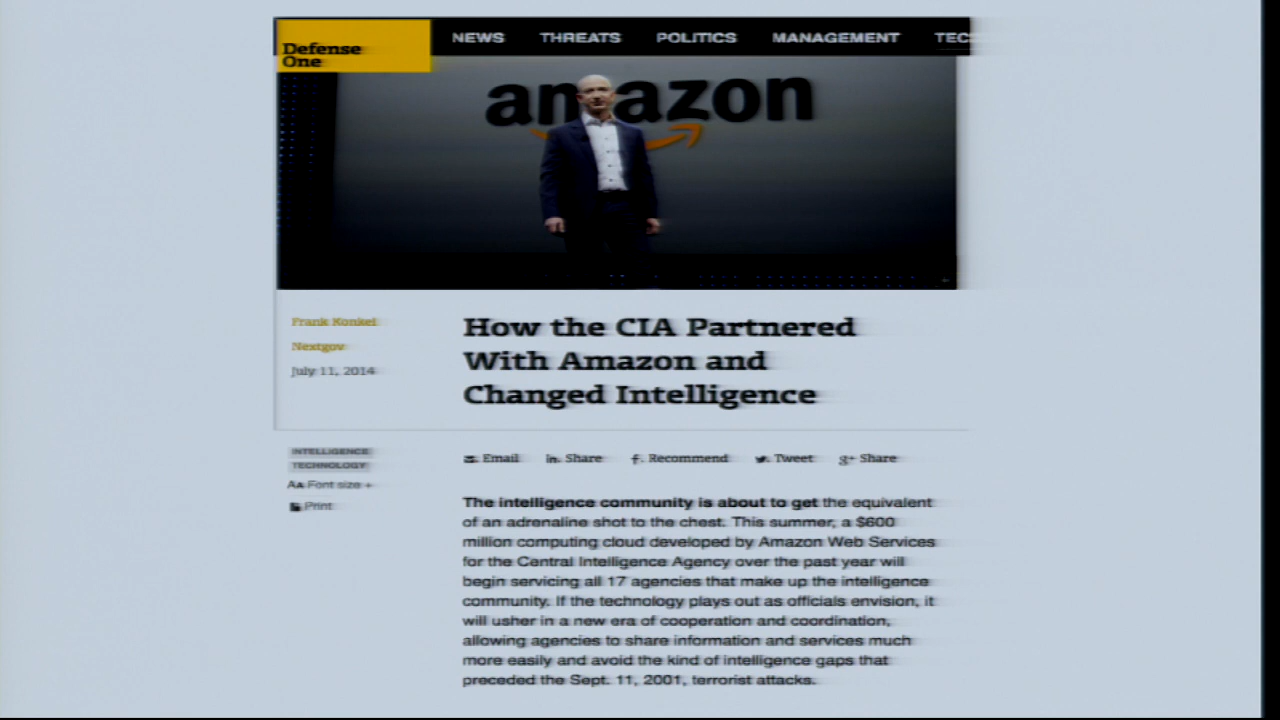 Defense
One
NEWS THREATS POLITICS MANAGEMENT TEC
amazon
Frank Konkel
Nextgov
July 11, 2014
How the CIA Partnered
With Amazon and
Changed Intelligence
INTELLIGENCE
TECHNOLOGY
AA Font size +
Print
Email in Share f Recommend Tweet g+ Share
The intelligence community is about to get the equivalent
of an adrenaline shot to the chest. This summer, a $600
million computing cloud developed by Amazon Web Services
for the Central Intelligence Agency over the past year will
begin servicing all 17 agencies that make up the intelligence
community. If the technology plays out as officials envision, it
will usher in a new era of cooperation and coordination,
allowing agencies to share information and services much
more easily and avoid the kind of intelligence gaps that
preceded the Sept. 11, 2001, terrorist attacks.